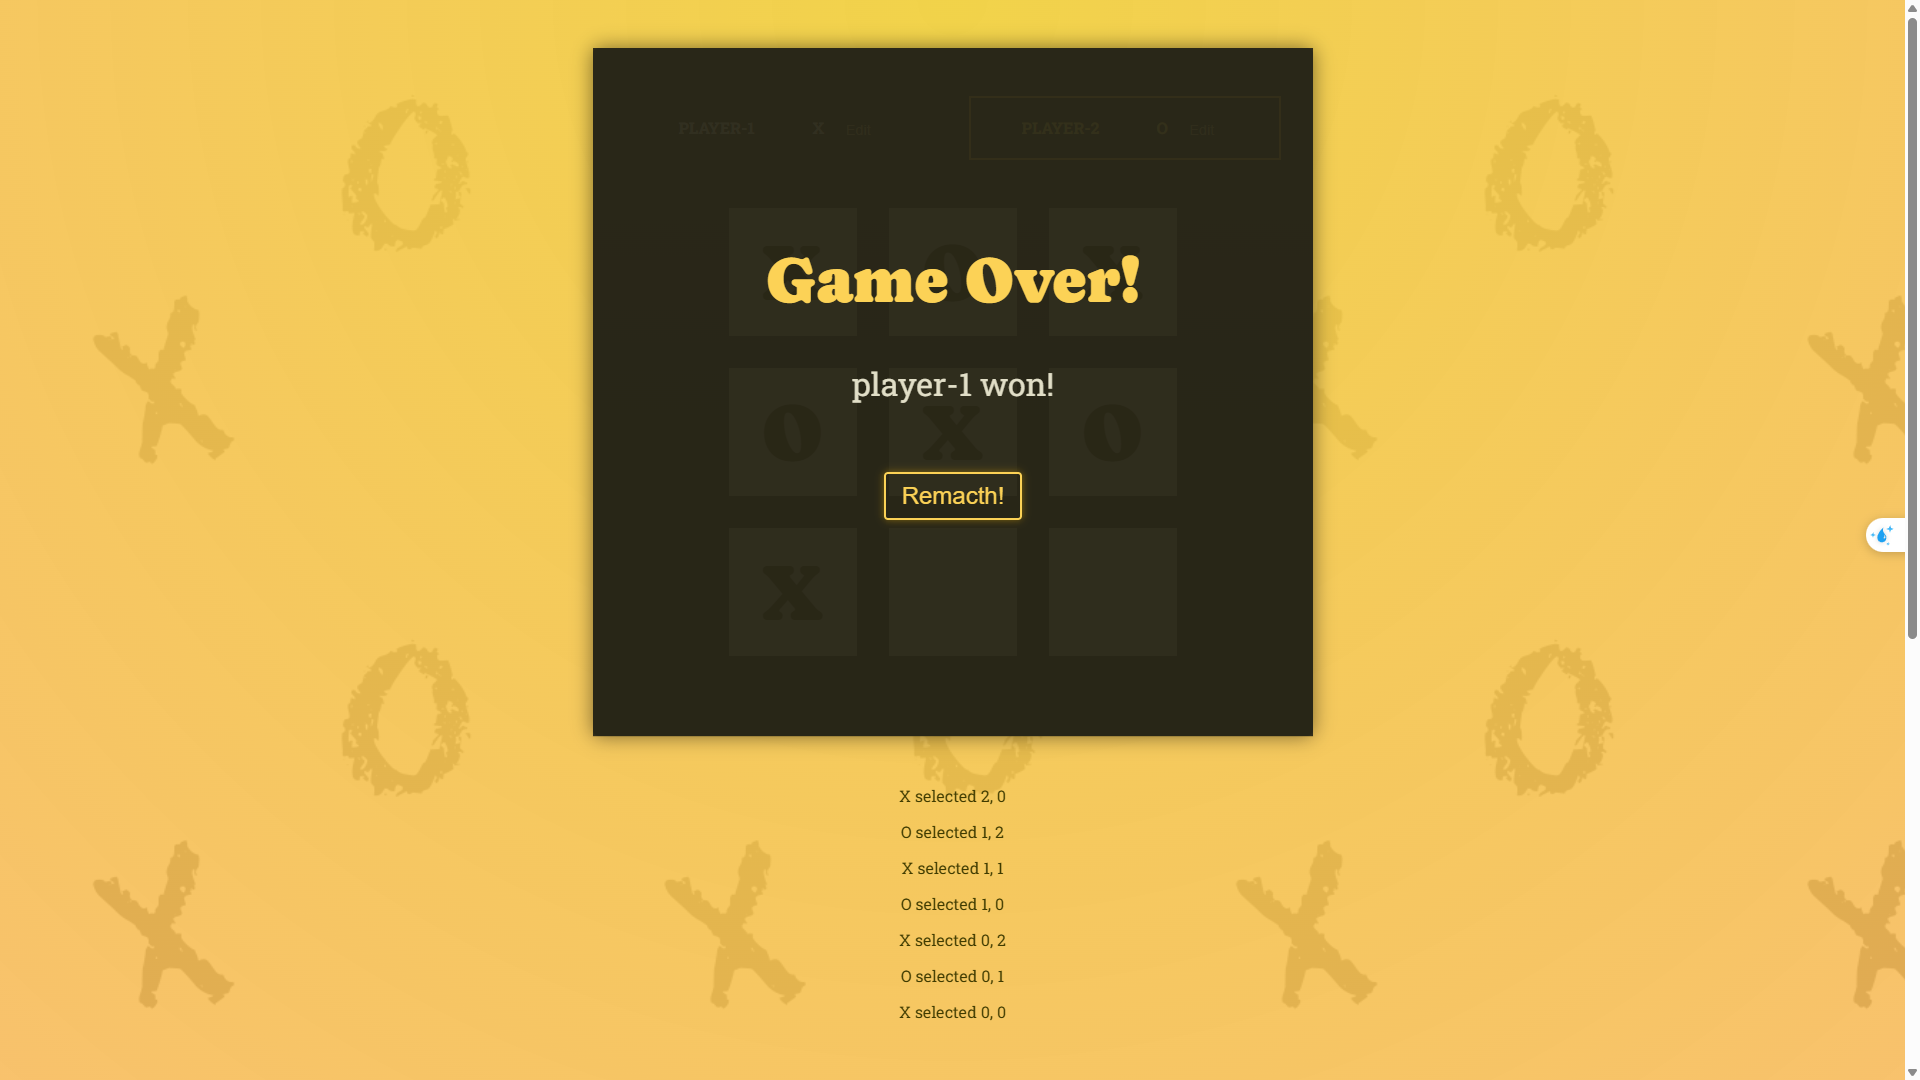 PLAYER-1 X Edit PLAYER-2 O Edit
X O X
Game Over!
player-1 won!
O X O
Remacth!
X
X selected 2, 0
O selected 1, 2
X selected 1, 1
O selected 1, 0
X selected 0, 2
O selected 0, 1
X selected 0, 0